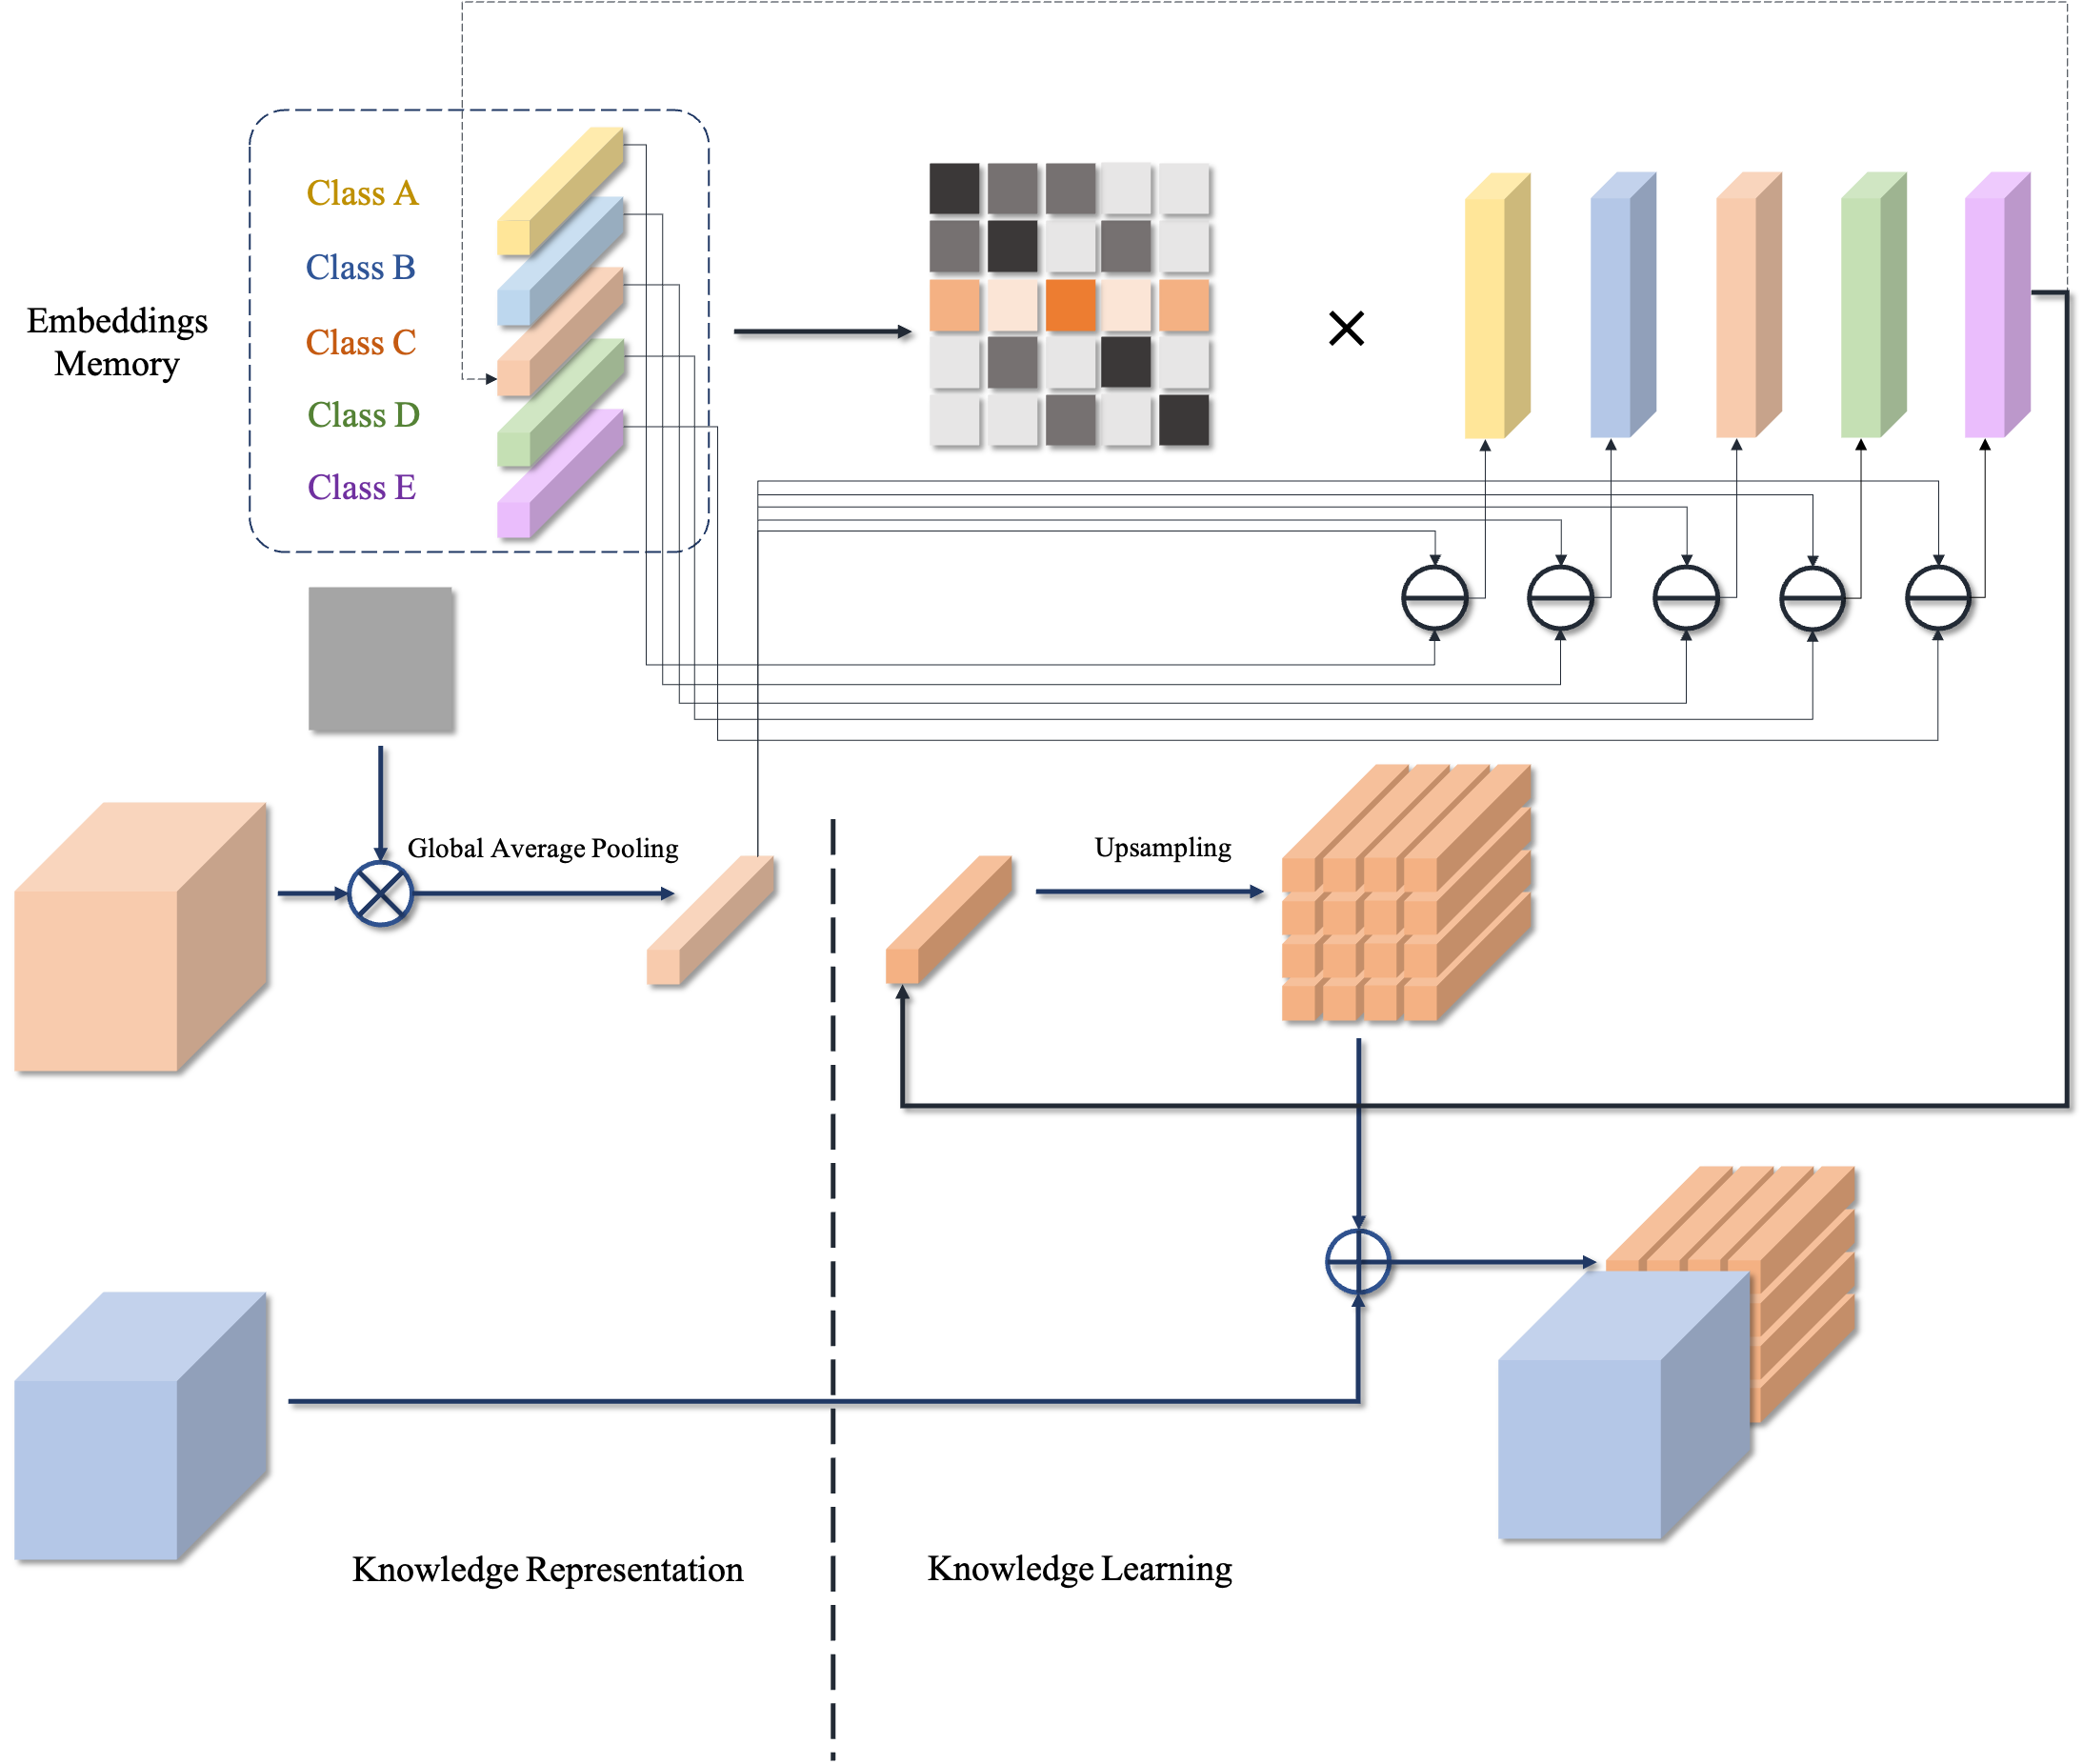 Class A
Class B
Class C
Class D
Class E
Embeddings
Memory
Global Average Pooling
Upsampling
Knowledge Representation
Knowledge Learning